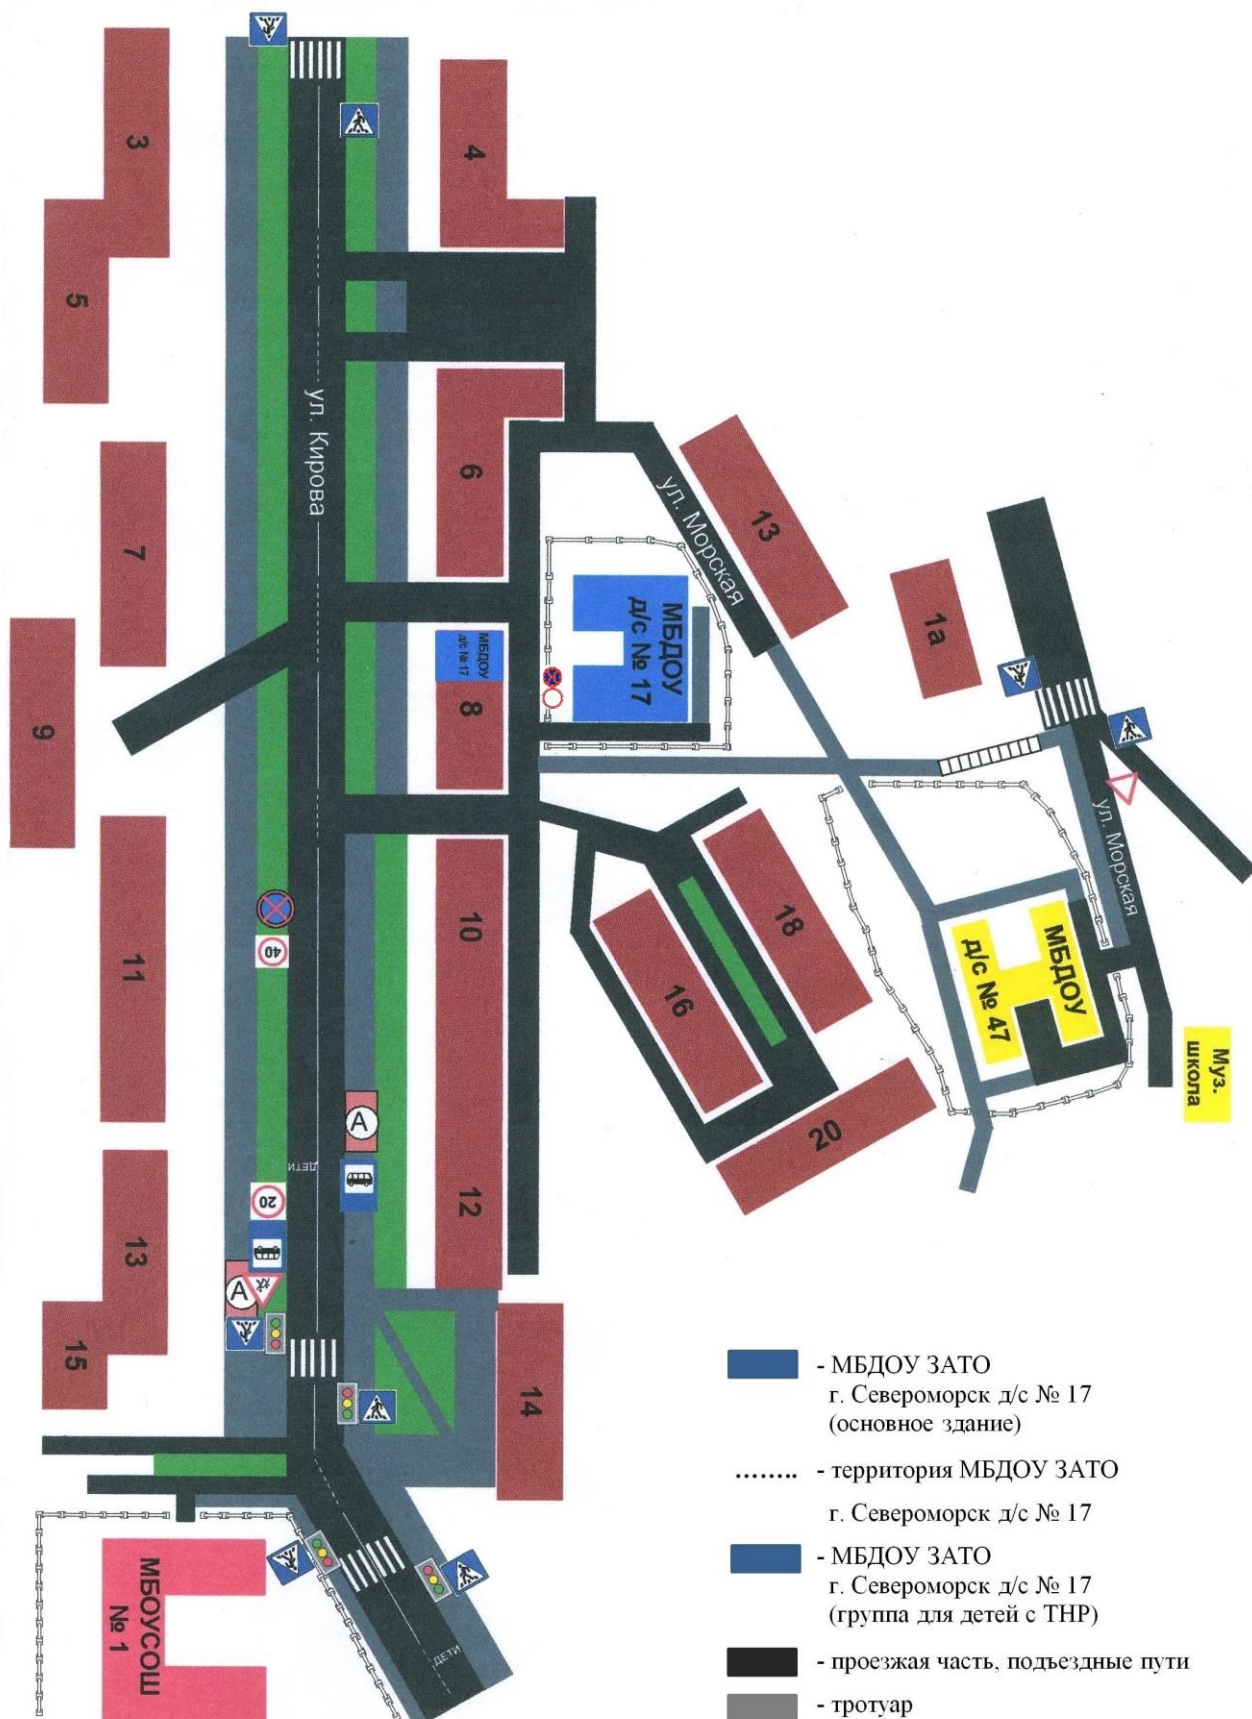 3
4
5
ул. Кирова
6
ул. Морская
13
7
1а
МБДОУ
д/с № 17
МБДОУ
д/с № 17
8
9
ул. Морская
10
18
11
40
16
МБДОУ
д/с № 47
Муз.
школа
А
20
ДЕТИ
20
12
13
А
15
14
МБОУСОШ
№ 1
ДЕТИ
- МБДОУ ЗАТО
г. Североморск д/с № 17
(основное здание)
........ - территория МБДОУ ЗАТО
г. Североморск д/с № 17
- МБДОУ ЗАТО
г. Североморск д/с № 17
(группа для детей с ТНР)
- проезжая часть, подъездные пути
- тротуар